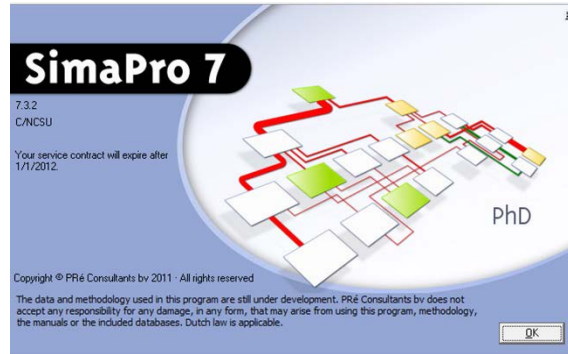 SimaPro 7
7.3.2
C/NCSU
Your service contract will expire after
1/1/2012.
PhD
Copyright © PRé Consultants bv 2011 · All rights reserved
The data and methodology used in this program are still under development. PRé Consultants bv does not
accept any responsibility for any damage, in any form, that may arise from using this program, methodology,
the manuals or the included databases. Dutch law is applicable.
OK